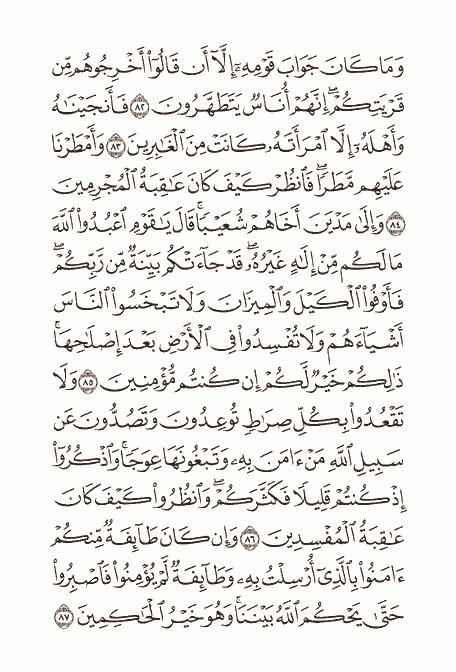 وَمَا كَانَ جَوَابَ قَوْمِهِۦٓ إِلَّآ أَن قَالُوٓا۟ أَخْرِجُوهُم مِّن
قَرْيَتِكُمْ ۖ إِنَّهُمْ أُنَاسٌ يَتَطَهَّرُونَ ٨٢ فَأَنجَيْنَـٰهُ
وَأَهْلَهُۥٓ إِلَّا ٱمْرَأَتَهُۥ كَانَتْ مِنَ ٱلْغَـٰبِرِينَ ٨٣ وَأَمْطَرْنَا
عَلَيْهِم مَّطَرًا ۖ فَٱنظُرْ كَيْفَ كَانَ عَـٰقِبَةُ ٱلْمُجْرِمِينَ
٨٤ وَإِلَىٰ مَدْيَنَ أَخَاهُمْ شُعَيْبًا ۗ قَالَ يَـٰقَوْمِ ٱعْبُدُوا۟ ٱللَّهَ
مَا لَكُم مِّنْ إِلَـٰهٍ غَيْرُهُۥ ۖ قَدْ جَآءَتْكُم بَيِّنَةٌ مِّن رَّبِّكُمْ ۖ
فَأَوْفُوا۟ ٱلْكَيْلَ وَٱلْمِيزَانَ وَلَا تَبْخَسُوا۟ ٱلنَّاسَ
أَشْيَآءَهُمْ وَلَا تُفْسِدُوا۟ فِى ٱلْأَرْضِ بَعْدَ إِصْلَـٰحِهَا ۚ
ذَٰلِكُمْ خَيْرٌ لَّكُمْ إِن كُنتُم مُّؤْمِنِينَ ٨٥ وَلَا
تَقْعُدُوا۟ بِكُلِّ صِرَٰطٍ تُوعِدُونَ وَتَصُدُّونَ عَن
سَبِيلِ ٱللَّهِ مَنْ ءَامَنَ بِهِۦ وَتَبْغُونَهَا عِوَجًا ۚ وَٱذْكُرُوٓا۟
إِذْ كُنتُمْ قَلِيلًا فَكَثَّرَكُمْ ۖ وَٱنظُرُوا۟ كَيْفَ كَانَ
عَـٰقِبَةُ ٱلْمُفْسِدِينَ ٨٦ وَإِن كَانَ طَآئِفَةٌ مِّنكُمْ
ءَامَنُوا۟ بِٱلَّذِىٓ أُرْسِلْتُ بِهِۦ وَطَآئِفَةٌ لَّمْ يُؤْمِنُوا۟ فَٱصْبِرُوا۟
حَتَّىٰ يَحْكُمَ ٱللَّهُ بَيْنَنَا ۚ وَهُوَ خَيْرُ ٱلْحَـٰكِمِينَ ٨٧